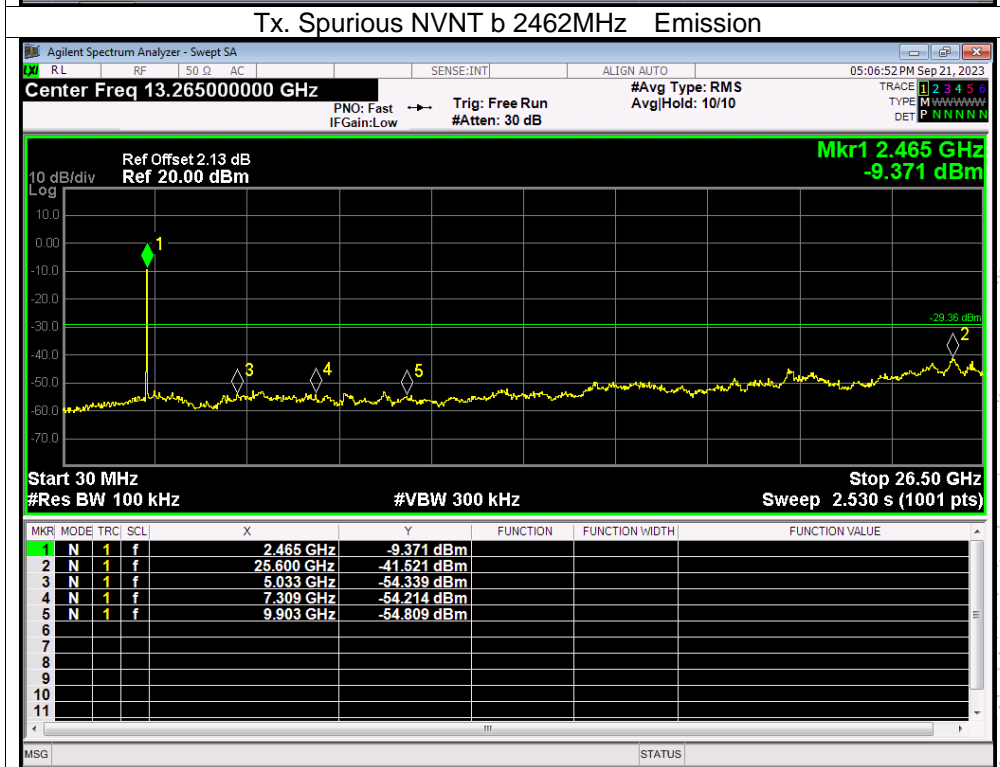 Tx. Spurious NVNT b 2462MHz Emission
Agilent Spectrum Analyzer - Swept SA
LXI RL RF 50 Ω AC SENSE:INT ALIGN AUTO 05:06:52 PM Sep 21, 2023
Center Freq 13.265000000 GHz #Avg Type: RMS TRACE 1 2 3 4 5 6
PNO: Fast Trig: Free Run Avg|Hold: 10/10 TYPE M WWWWW
IFGain:Low #Atten: 30 dB DET P N N N N N
Mkr1 2.465 GHz
Ref Offset 2.13 dB
10 dB/div Ref 20.00 dBm -9.371 dBm
Log
10.0
0.00
1
-10.0
-20.0
-29.36 dBm
-30.0
2
-40.0
3 4 5
-50.0
-60.0
-70.0
Start 30 MHz Stop 26.50 GHz
#Res BW 100 kHz #VBW 300 kHz Sweep 2.530 s (1001 pts)
MKR MODE TRC SCL X Y FUNCTION FUNCTION WIDTH FUNCTION VALUE
1 N 1 f 2.465 GHz -9.371 dBm
2 N 1 f 25.600 GHz -41.521 dBm
3 N 1 f 5.033 GHz -54.339 dBm
4 N 1 f 7.309 GHz -54.214 dBm
5 N 1 f 9.903 GHz -54.809 dBm
6
7
8
9
10
11
MSG STATUS